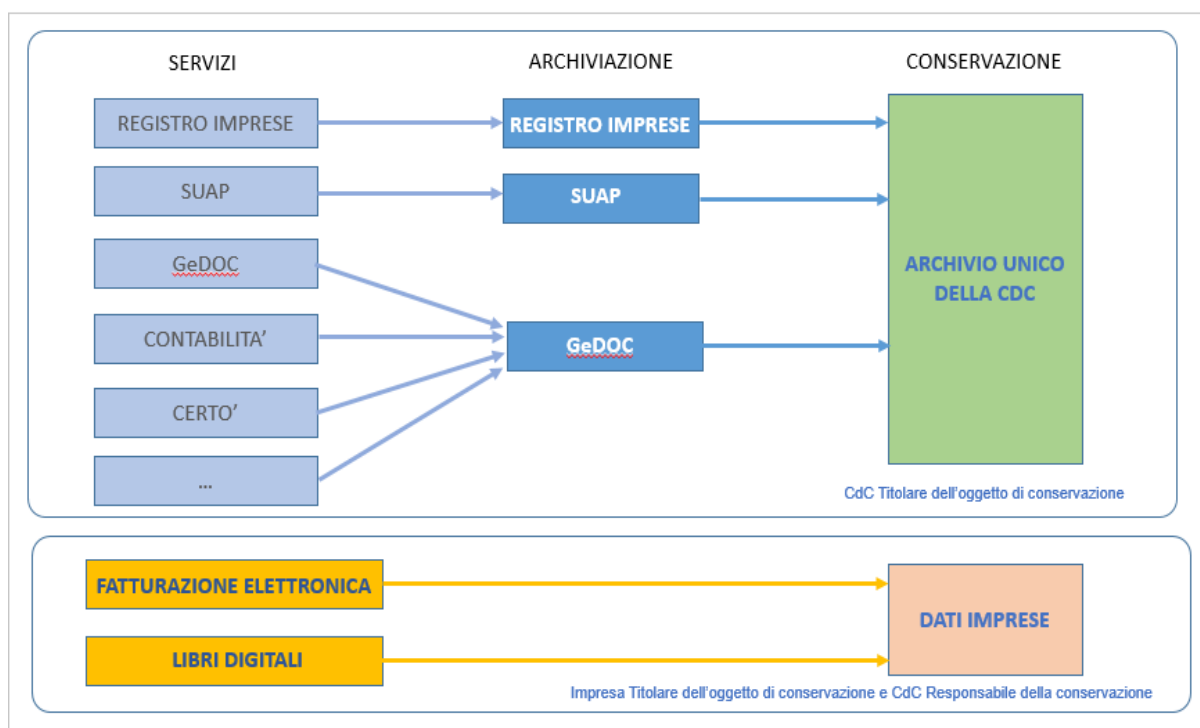 SERVIZI
ARCHIVIAZIONE
CONSERVAZIONE
REGISTRO IMPRESE
REGISTRO IMPRESE
SUAP
SUAP
GeDOC
ARCHIVIO UNICO
DELLA CDC
CONTABILITA’
GeDOC
CERTO’
...
CdC Titolare dell’oggetto di conservazione
FATTURAZIONE ELETTRONICA
DATI IMPRESE
LIBRI DIGITALI
Impresa Titolare dell’oggetto di conservazione e CdC Responsabile della conservazione